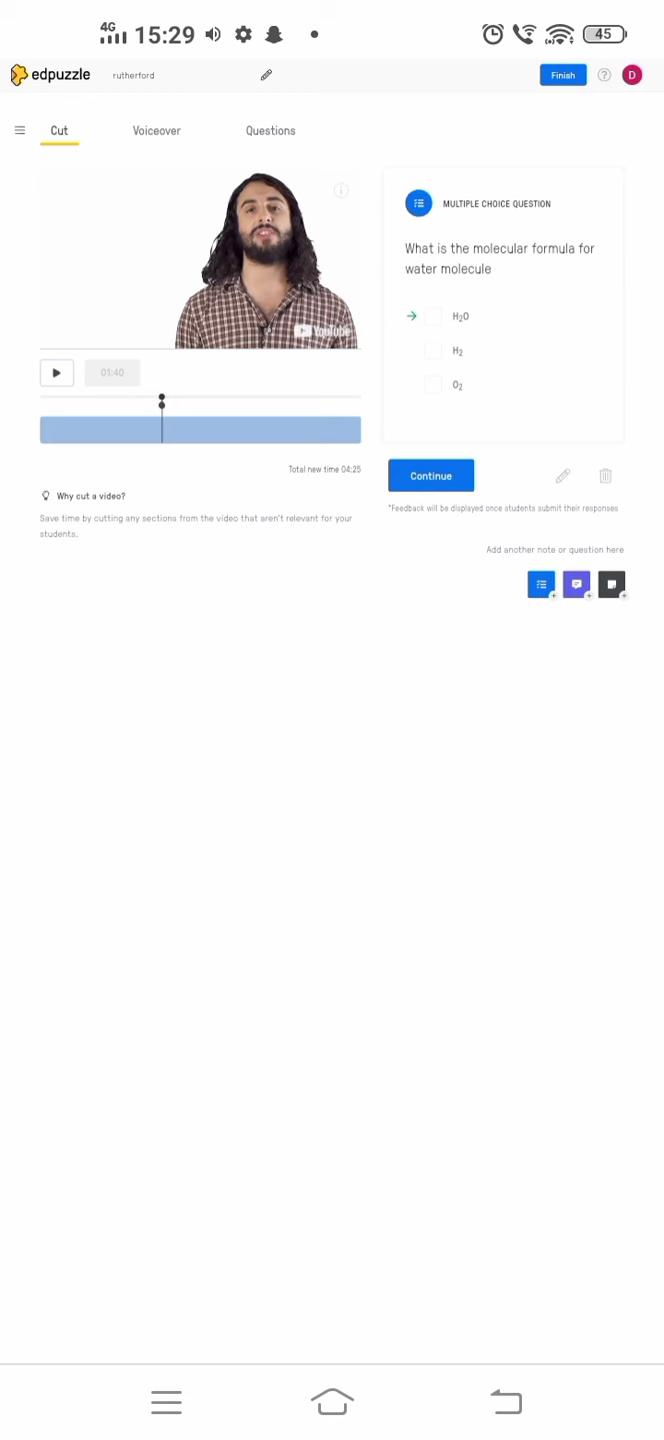 4G 15:29 45
edpuzzle rutherford Finish ? D
Cut Voiceover Questions
YouTube
01:40
Total new time 04:25
Why cut a video?
Save time by cutting any sections from the video that aren't relevant for your
students.
MULTIPLE CHOICE QUESTION
What is the molecular formula for
water molecule
H₂O
H₂
O₂
Continue
*Feedback will be displayed once students submit their responses
Add another note or question here